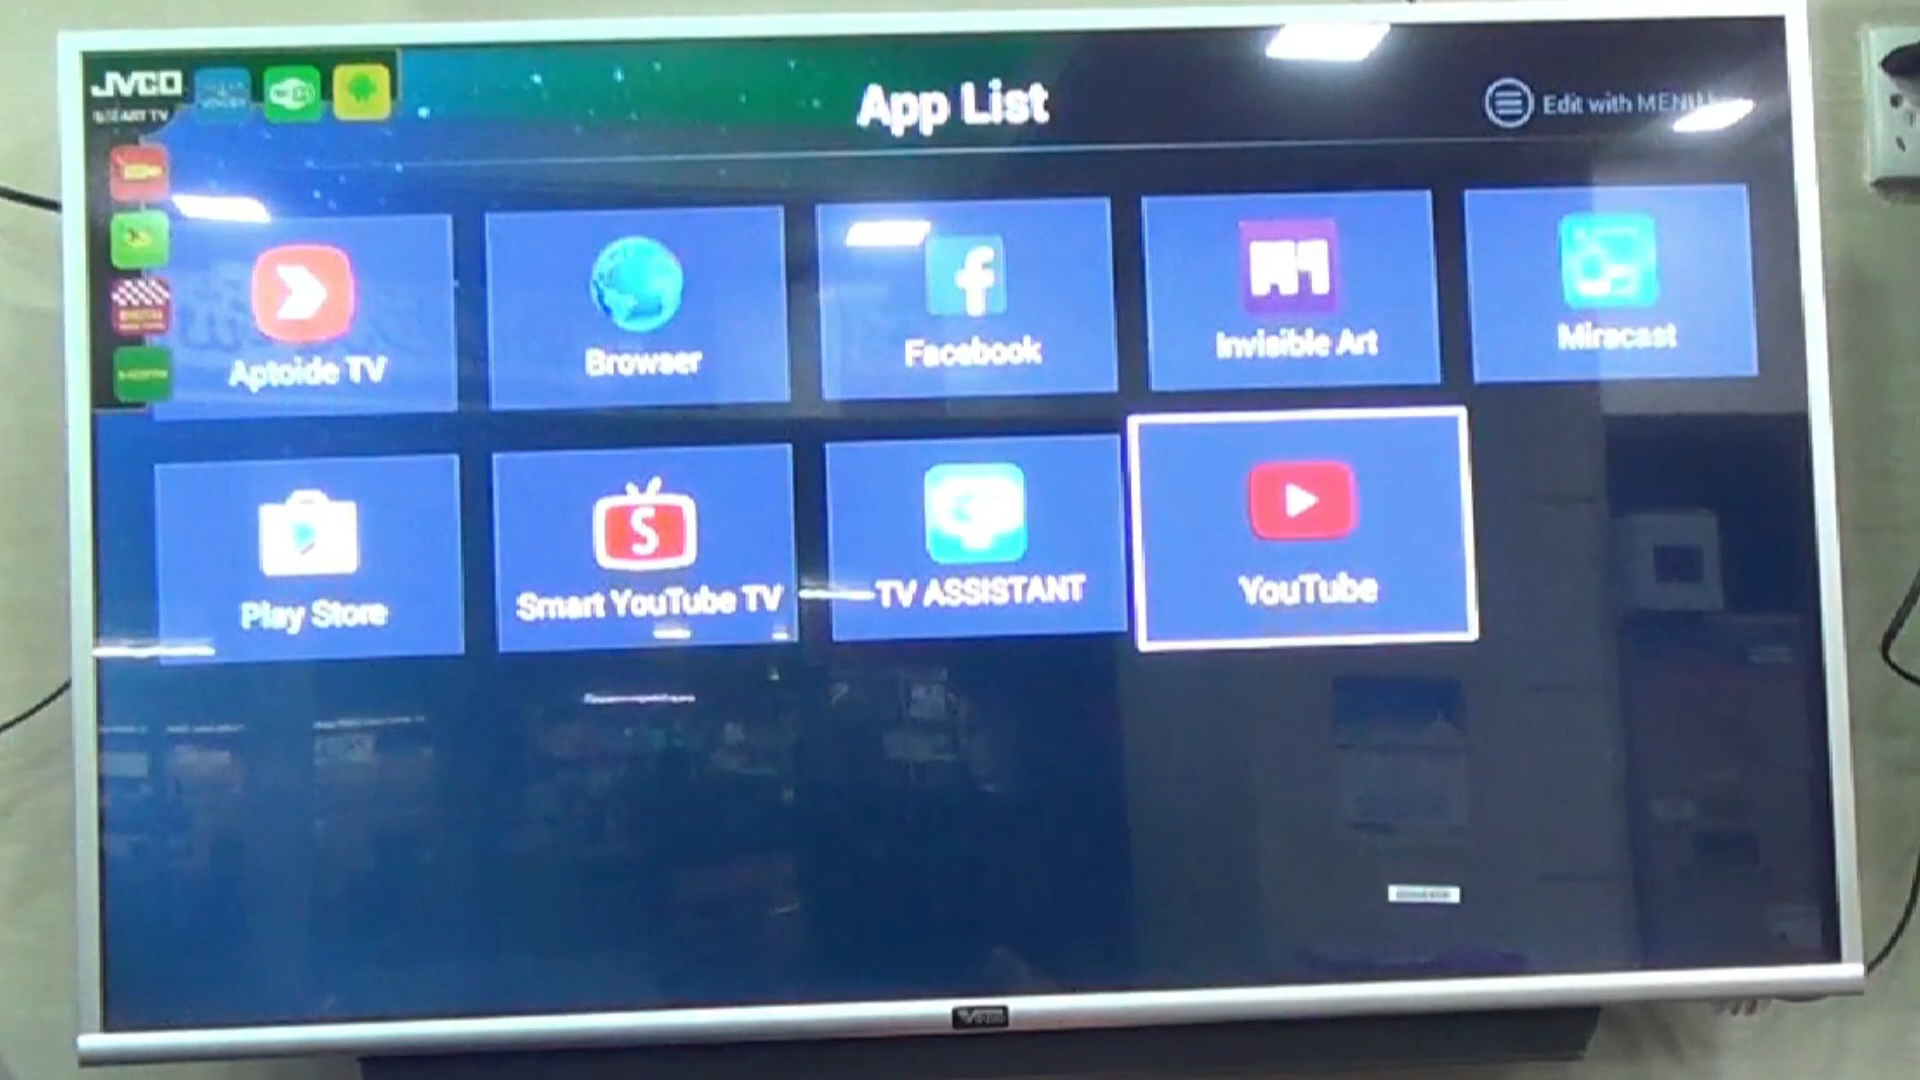 JVCO
SMART TV
App List
Edit with MENU
Aptoide TV
Browser
Facebook
Invisible Art
Miracast
Play Store
Smart YouTube TV
TV ASSISTANT
YouTube
S